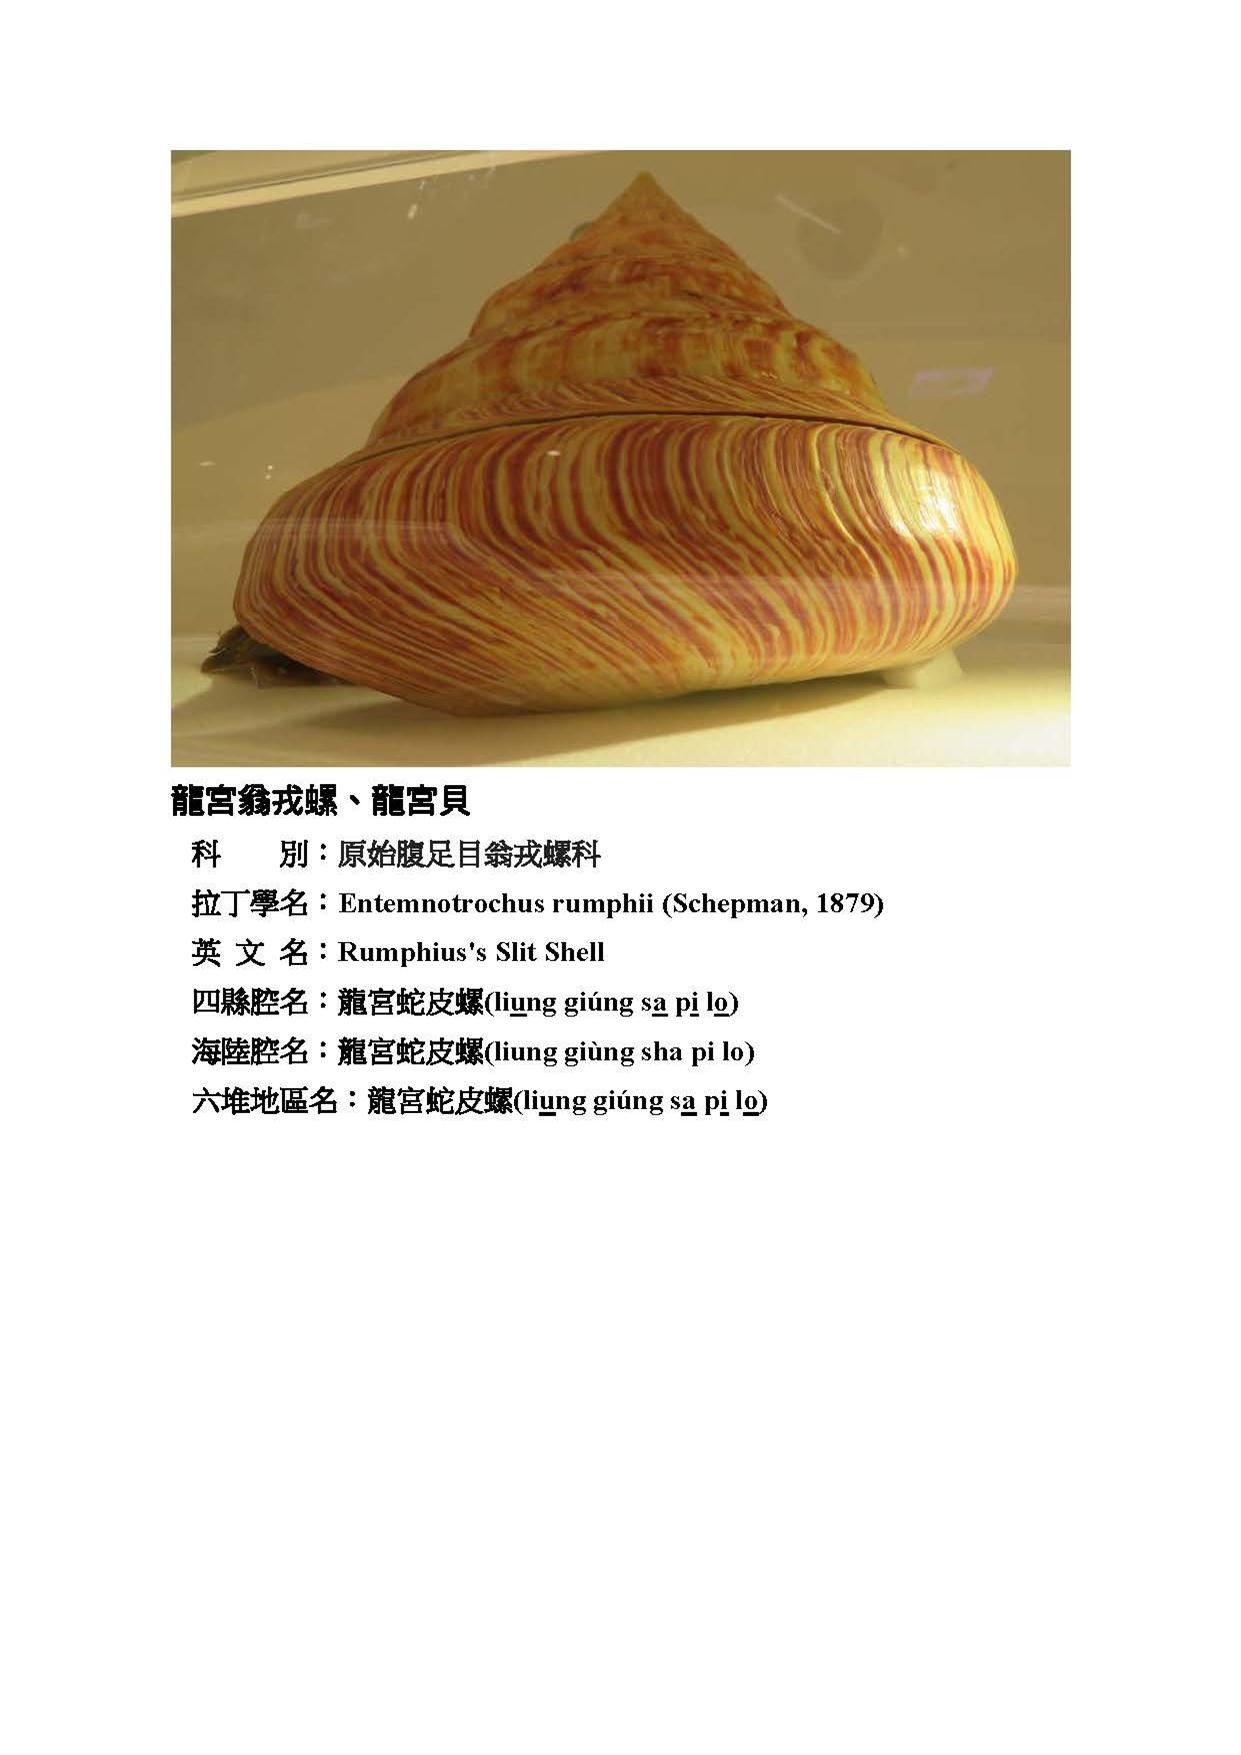 龍宮翁戎螺、龍宮貝
科　　別：原始腹足目翁戎螺科
拉丁學名：Entemnotrochus rumphii (Schepman, 1879)
英 文 名：Rumphius's Slit Shell
四縣腔名：龍宮蛇皮螺(liung giúng sa pi lo)
海陸腔名：龍宮蛇皮螺(liung giùng sha pi lo)
六堆地區名：龍宮蛇皮螺(liung giúng sa pi lo)